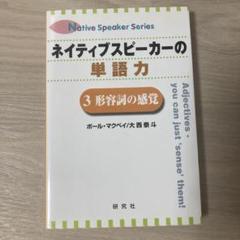 Native Speaker Series
ネイティブスピーカーの
単語力
3 形容詞の感覚
ポール・マクベイ/大西泰斗
Adjectives -
you can just 'sense' them!
研究社